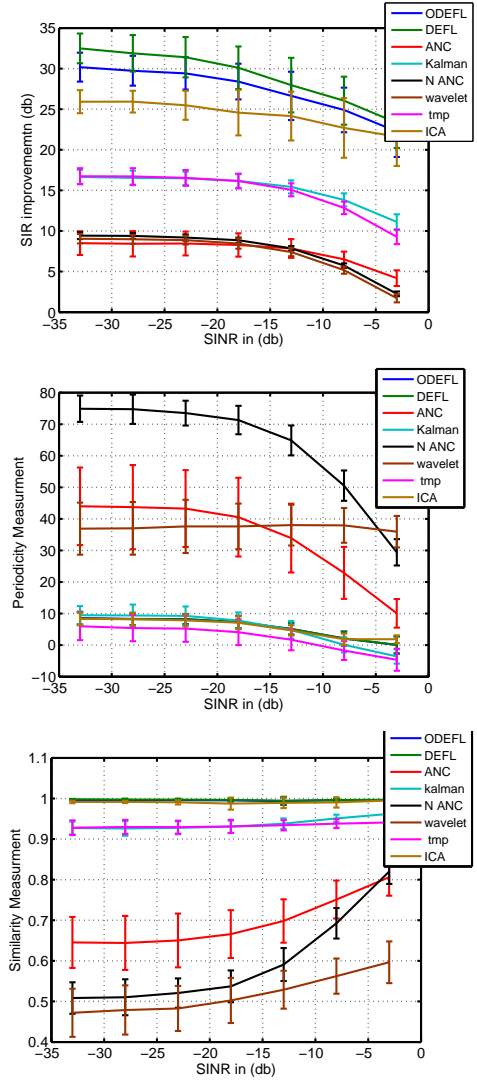 35
30
25
20
15
10
5
0
SIR improvememtn (db)
−35 −30 −25 −20 −15 −10 −5 0
SINR in (db)
ODEFL
DEFL
ANC
Kalman
N ANC
wavelet
tmp
ICA
80
70
60
50
40
30
20
10
0
−10
Periodicity Measurment
−35 −30 −25 −20 −15 −10 −5 0
SINR in (db)
ODEFL
DEFL
ANC
Kalman
N ANC
wavelet
tmp
ICA
1.1
1
0.9
0.8
0.7
0.6
0.5
0.4
Similarity Measurment
−35 −30 −25 −20 −15 −10 −5 0
SINR in (db)
ODEFL
DEFL
ANC
kalman
N ANC
wavelet
tmp
ICA